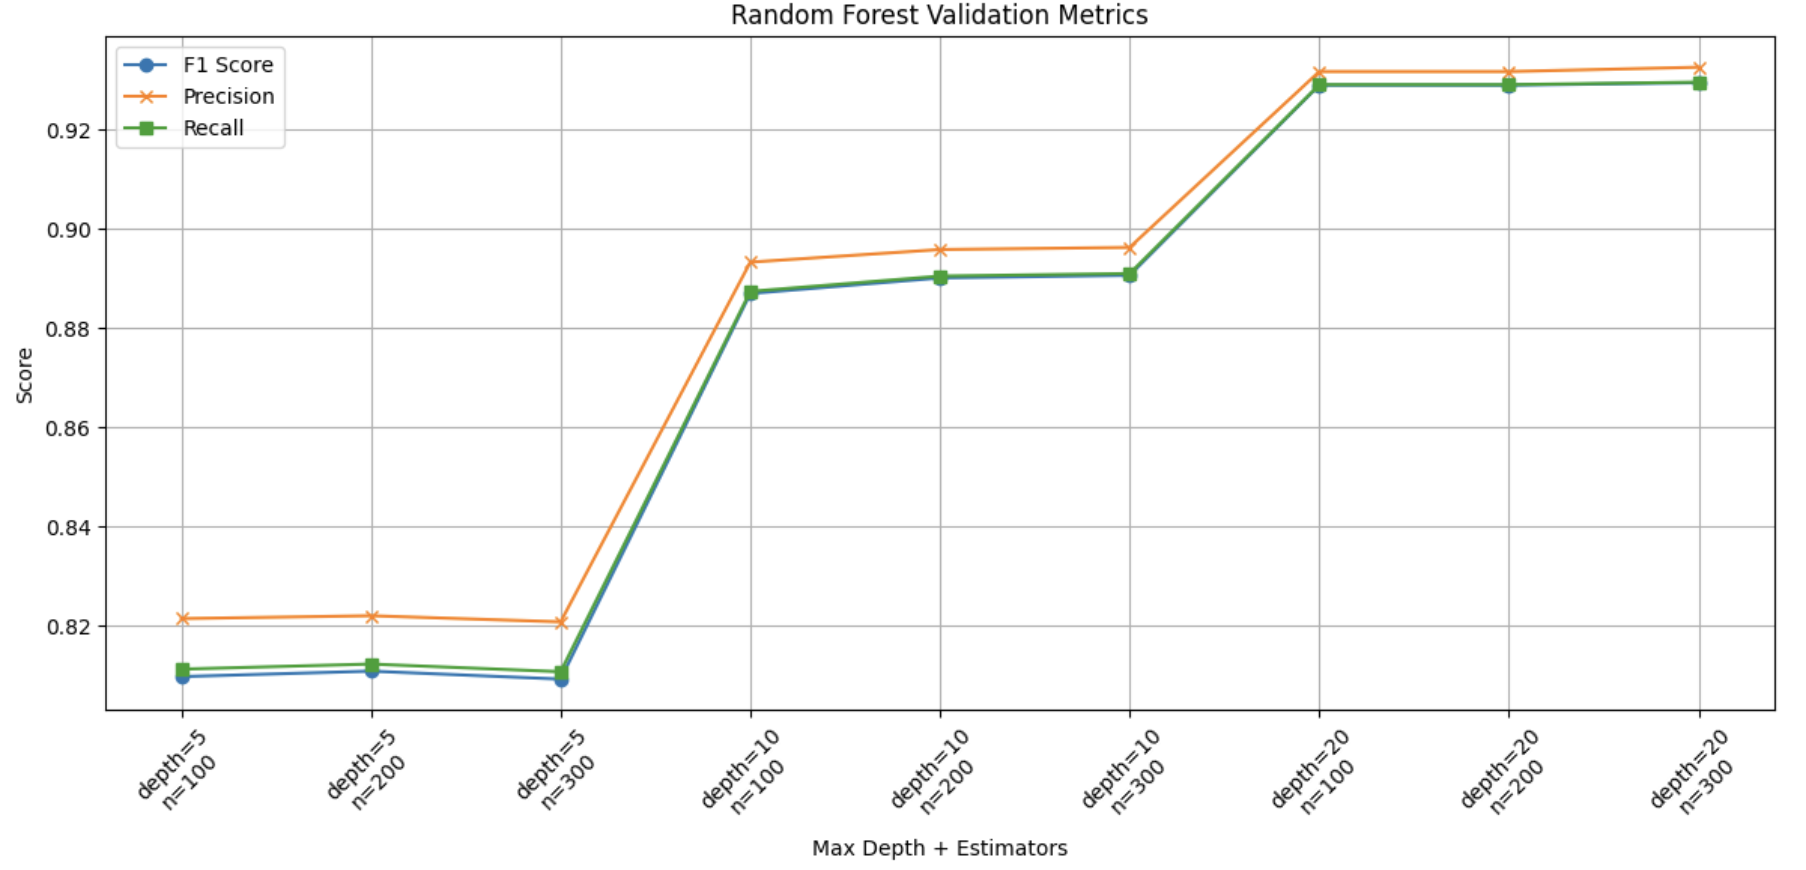 Random Forest Validation Metrics
F1 Score
Precision
Recall
0.92
0.90
0.88
0.86
0.84
0.82
Score
depth=5
n=100
depth=5
n=200
depth=5
n=300
depth=10
n=100
depth=10
n=200
depth=10
n=300
depth=20
n=100
depth=20
n=200
depth=20
n=300
Max Depth + Estimators